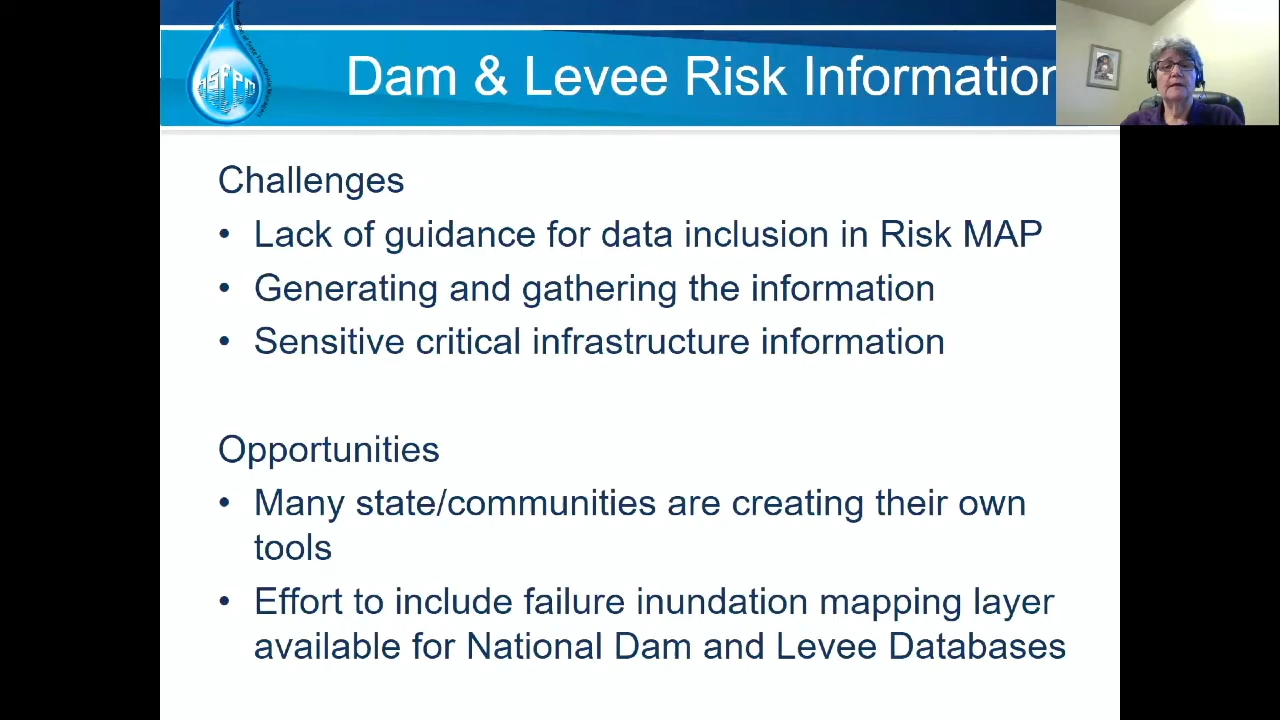 Dam & Levee Risk Information
ASFPM
Challenges
• Lack of guidance for data inclusion in Risk MAP
• Generating and gathering the information
• Sensitive critical infrastructure information
Opportunities
• Many state/communities are creating their own
tools
• Effort to include failure inundation mapping layer
available for National Dam and Levee Databases